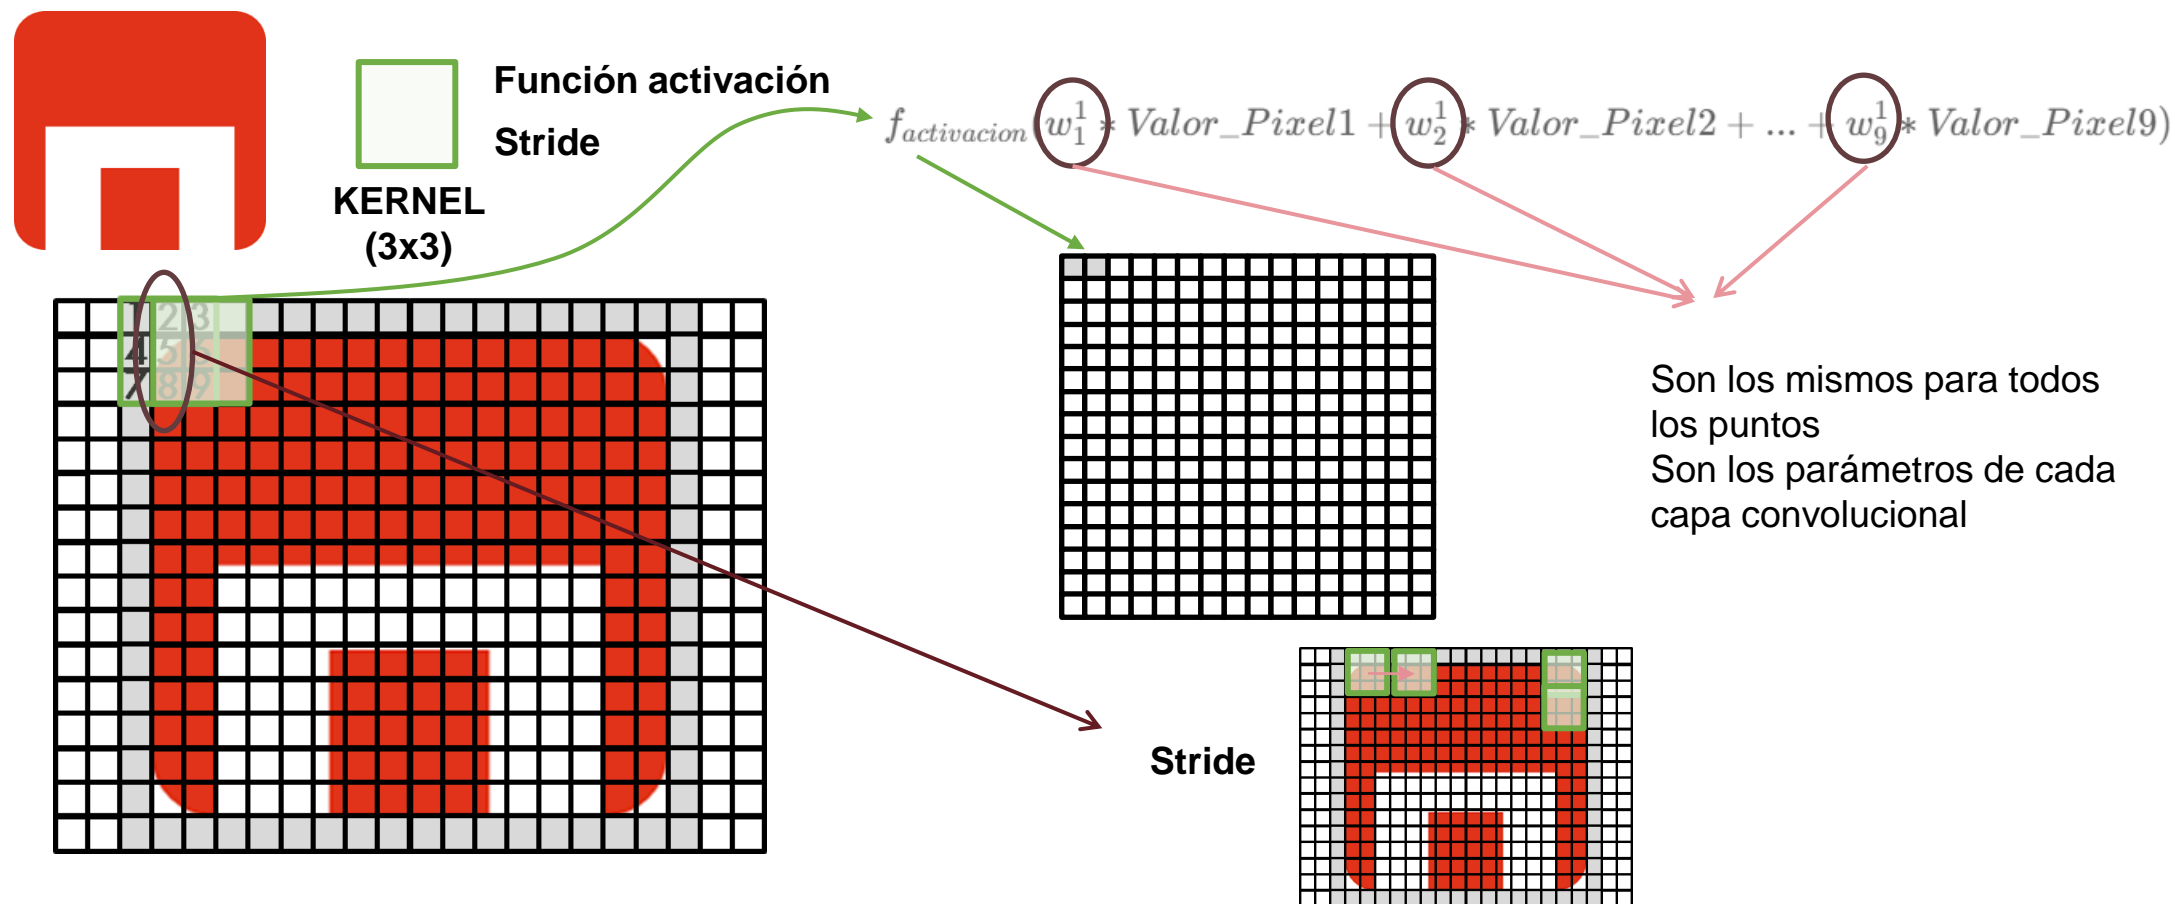 Función activación
Stride
KERNEL
(3x3)
f_{activacion}(w_1^1 * Valor_Pixel1 + w_2^1 * Valor_Pixel2 + ... + w_9^1 * Valor_Pixel9)
1 2 3
4 5 6
7 8 9
Son los mismos para todos
los puntos
Son los parámetros de cada
capa convolucional
Stride